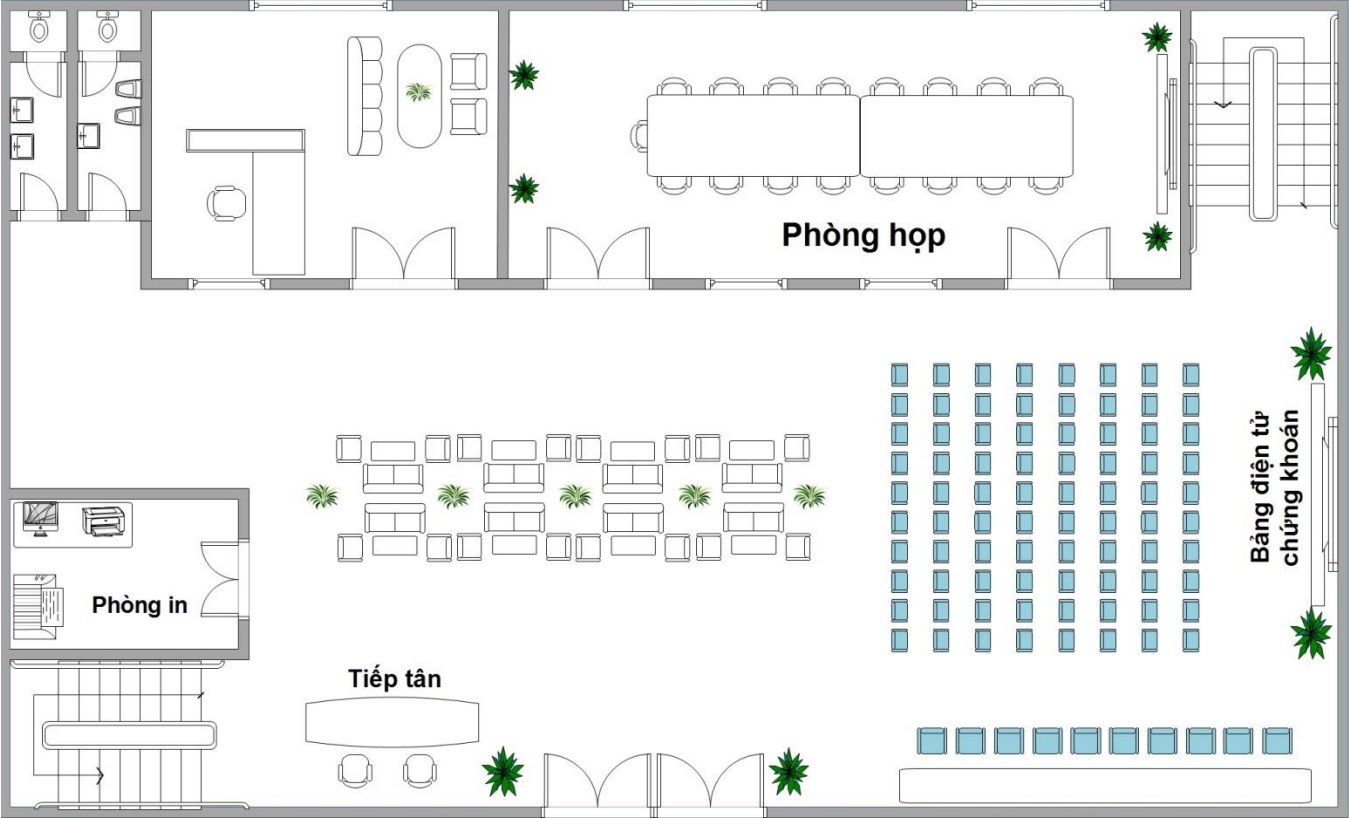 Phòng họp
Bảng điện tử
chứng khoán
Phòng in
Tiếp tân